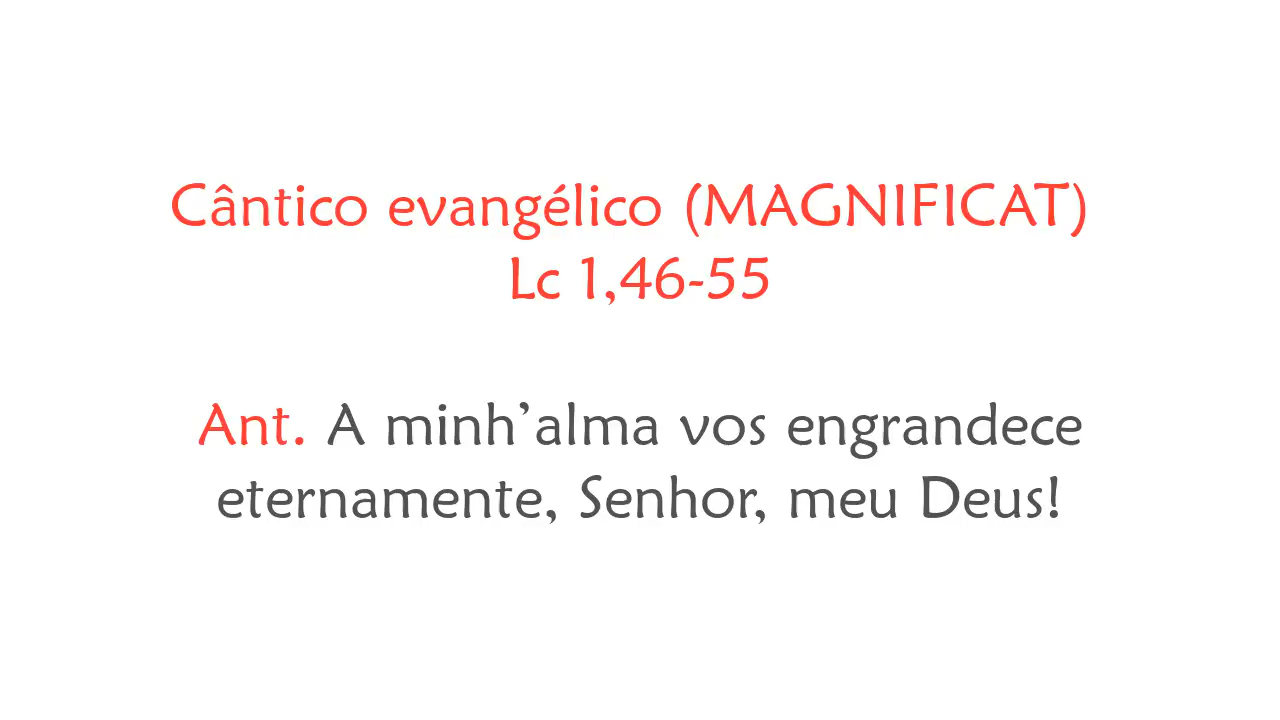 Cântico evangélico (MAGNIFICAT)
Lc 1,46-55
Ant. A minh’alma vos engrandece
eternamente, Senhor, meu Deus!